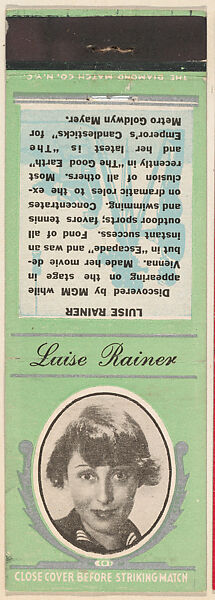 THE DIAMOND MATCH CO. N.Y.C.
LUISE RAINER
Discovered by MGM while
appearing on the stage in
Vienna. Made her movie de-
but in "Escapade" and was an
instant success. Fond of all
outdoor sports; favors tennis
and swimming. Concentrates
on dramatic roles to the ex-
clusion of all others. Most
recently in "The Good Earth"
and her latest is "The
Emperor's Candlesticks" for
Metro Goldwyn Mayer.
Luise Rainer
CLOSE COVER BEFORE STRIKING MATCH